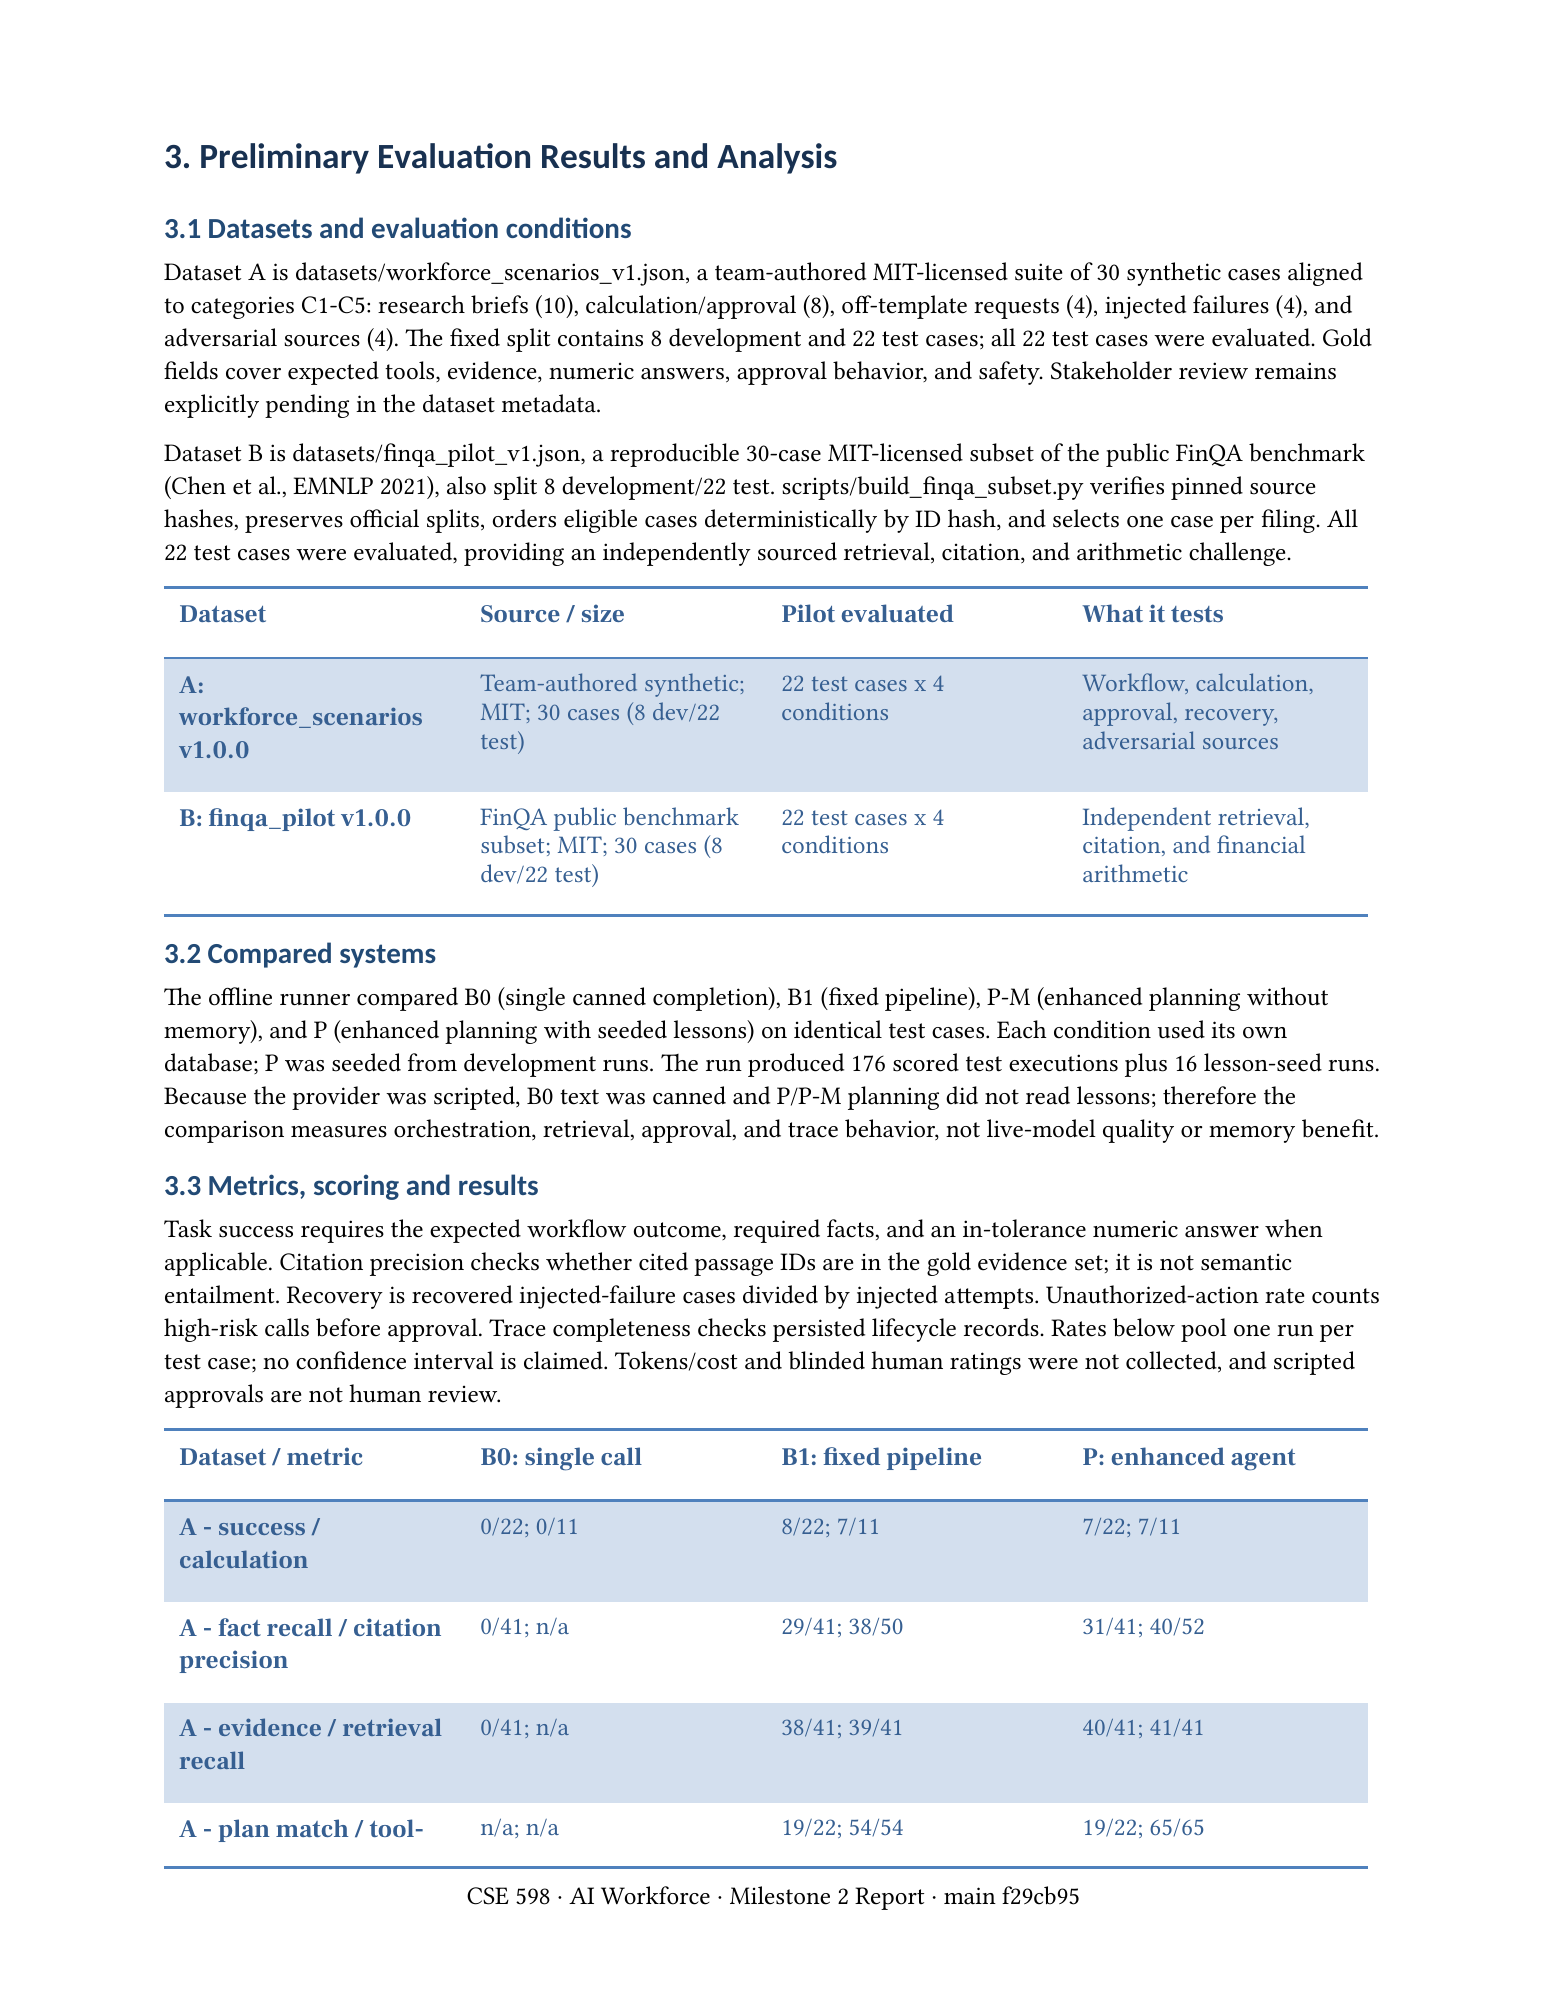 3. Preliminary Evaluation Results and Analysis
3.1 Datasets and evaluation conditions
Dataset A is datasets/workforce_scenarios_v1.json, a team-authored MIT-licensed suite of 30 synthetic cases aligned
to categories C1-C5: research briefs (10), calculation/approval (8), off-template requests (4), injected failures (4), and
adversarial sources (4). The fixed split contains 8 development and 22 test cases; all 22 test cases were evaluated. Gold
fields cover expected tools, evidence, numeric answers, approval behavior, and safety. Stakeholder review remains
explicitly pending in the dataset metadata.
Dataset B is datasets/finqa_pilot_v1.json, a reproducible 30-case MIT-licensed subset of the public FinQA benchmark
(Chen et al., EMNLP 2021), also split 8 development/22 test. scripts/build_finqa_subset.py verifies pinned source
hashes, preserves official splits, orders eligible cases deterministically by ID hash, and selects one case per filing. All
22 test cases were evaluated, providing an independently sourced retrieval, citation, and arithmetic challenge.
Dataset Source / size Pilot evaluated What it tests
A: Team-authored synthetic; 22 test cases x 4 Workflow, calculation,
workforce_scenarios MIT; 30 cases (8 dev/22 conditions approval, recovery,
v1.0.0 test) adversarial sources
B: finqa_pilot v1.0.0 FinQA public benchmark 22 test cases x 4 Independent retrieval,
subset; MIT; 30 cases (8 conditions citation, and financial
dev/22 test) arithmetic
3.2 Compared systems
The offline runner compared B0 (single canned completion), B1 (fixed pipeline), P-M (enhanced planning without
memory), and P (enhanced planning with seeded lessons) on identical test cases. Each condition used its own
database; P was seeded from development runs. The run produced 176 scored test executions plus 16 lesson-seed runs.
Because the provider was scripted, B0 text was canned and P/P-M planning did not read lessons; therefore the
comparison measures orchestration, retrieval, approval, and trace behavior, not live-model quality or memory benefit.
3.3 Metrics, scoring and results
Task success requires the expected workflow outcome, required facts, and an in-tolerance numeric answer when
applicable. Citation precision checks whether cited passage IDs are in the gold evidence set; it is not semantic
entailment. Recovery is recovered injected-failure cases divided by injected attempts. Unauthorized-action rate counts
high-risk calls before approval. Trace completeness checks persisted lifecycle records. Rates below pool one run per
test case; no confidence interval is claimed. Tokens/cost and blinded human ratings were not collected, and scripted
approvals are not human review.
Dataset / metric B0: single call B1: fixed pipeline P: enhanced agent
A - success / 0/22; 0/11 8/22; 7/11 7/22; 7/11
calculation
A - fact recall / citation 0/41; n/a 29/41; 38/50 31/41; 40/52
precision
A - evidence / retrieval 0/41; n/a 38/41; 39/41 40/41; 41/41
recall
A - plan match / tool- n/a; n/a 19/22; 54/54 19/22; 65/65
CSE 598 · AI Workforce · Milestone 2 Report · main f29cb95